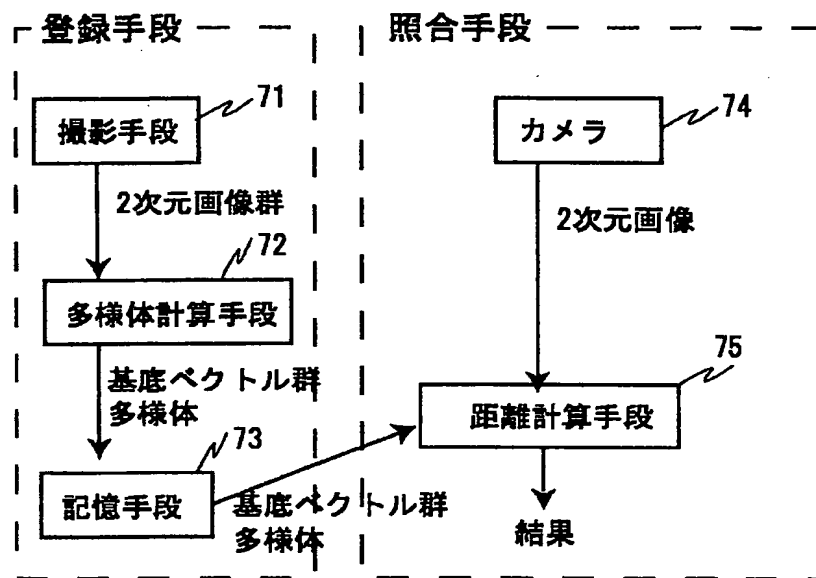 登録手段
照合手段
71
撮影手段
74
カメラ
2次元画像群
2次元画像
72
多様体計算手段
75
基底ベクトル群
多様体
距離計算手段
73
記憶手段
基底ベクトル群
多様体
結果